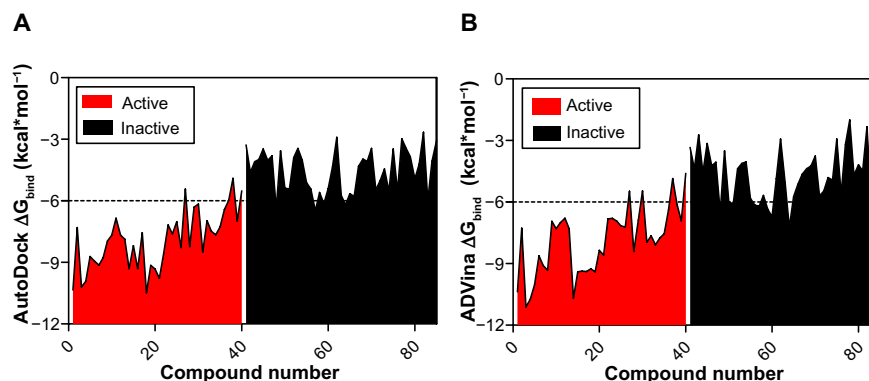 A
AutoDock ΔGbind (kcal*mol⁻¹)
0
−3
−6
−9
−12
Active
Inactive
0
20
40
60
80
Compound number
B
ADVina ΔGbind (kcal*mol⁻¹)
0
−3
−6
−9
−12
Active
Inactive
0
20
40
60
80
Compound number